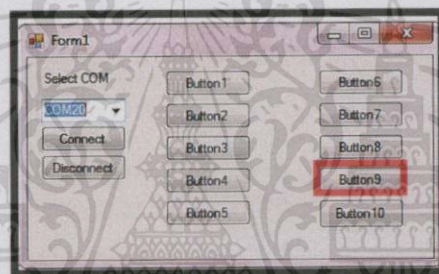 Form1
Select COM
COM20
Connect
Disconnect
Button1
Button2
Button3
Button4
Button5
Button6
Button7
Button8
Button9
Button10